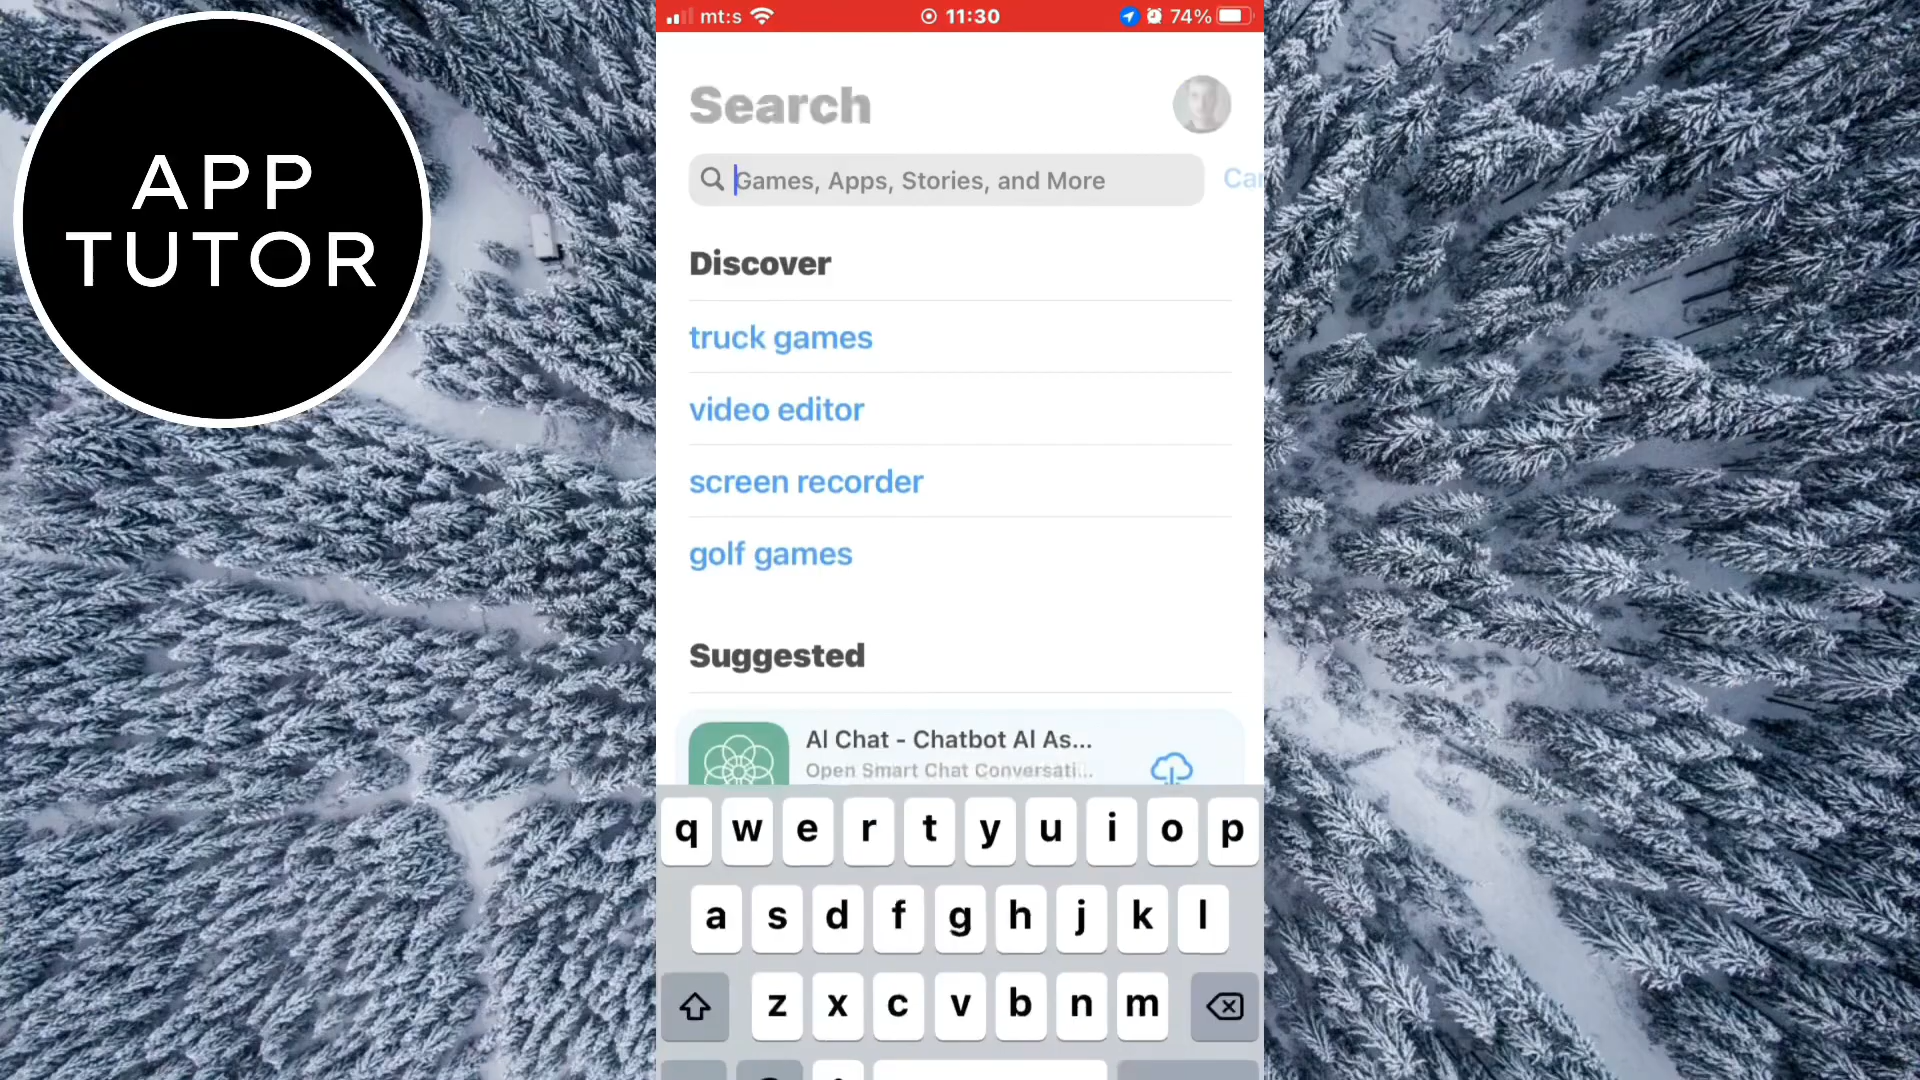 APP
TUTOR
mt:s
11:30
74%
Search
Games, Apps, Stories, and More
Discover
truck games
video editor
screen recorder
golf games
Suggested
AI Chat - Chatbot AI As...
Open Smart Chat Conversati...
q w e r t y u i o p
a s d f g h j k l
z x c v b n m